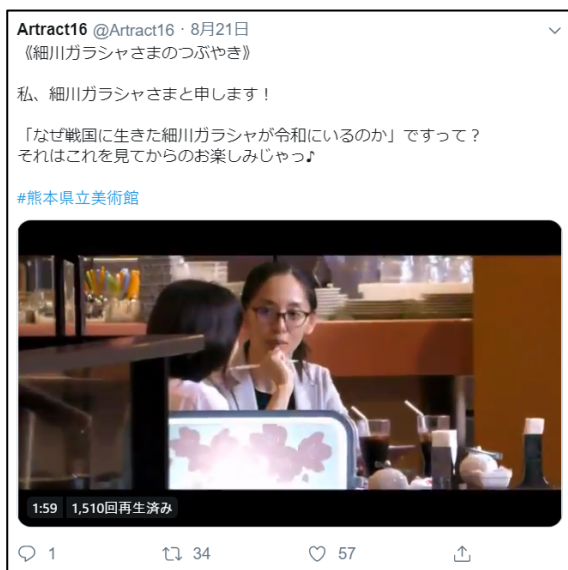 Artract16 @Artract16 · 8月21日
《細川ガラシャさまのつぶやき》
私、細川ガラシャさまと申します！
「なぜ戦国に生きた細川ガラシャが令和にいるのか」ですって？
それはこれを見てからのお楽しみじゃっ♪
#熊本県立美術館
1:59 1,510回再生済み
1 34 57